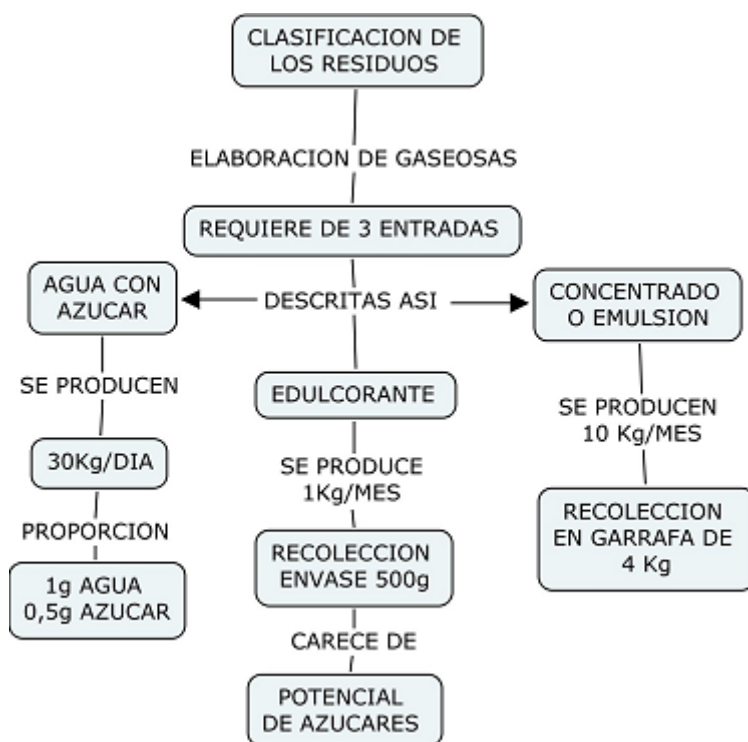 CLASIFICACION DE
LOS RESIDUOS
ELABORACION DE GASEOSAS
REQUIERE DE 3 ENTRADAS
DESCRITAS ASI
AGUA CON
AZUCAR
SE PRODUCEN
30Kg/DIA
PROPORCION
1g AGUA
0,5g AZUCAR
EDULCORANTE
SE PRODUCE
1Kg/MES
RECOLECCION
ENVASE 500g
CARECE DE
POTENCIAL
DE AZUCARES
CONCENTRADO
O EMULSION
SE PRODUCEN
10 Kg/MES
RECOLECCION
EN GARRAFA DE
4 Kg